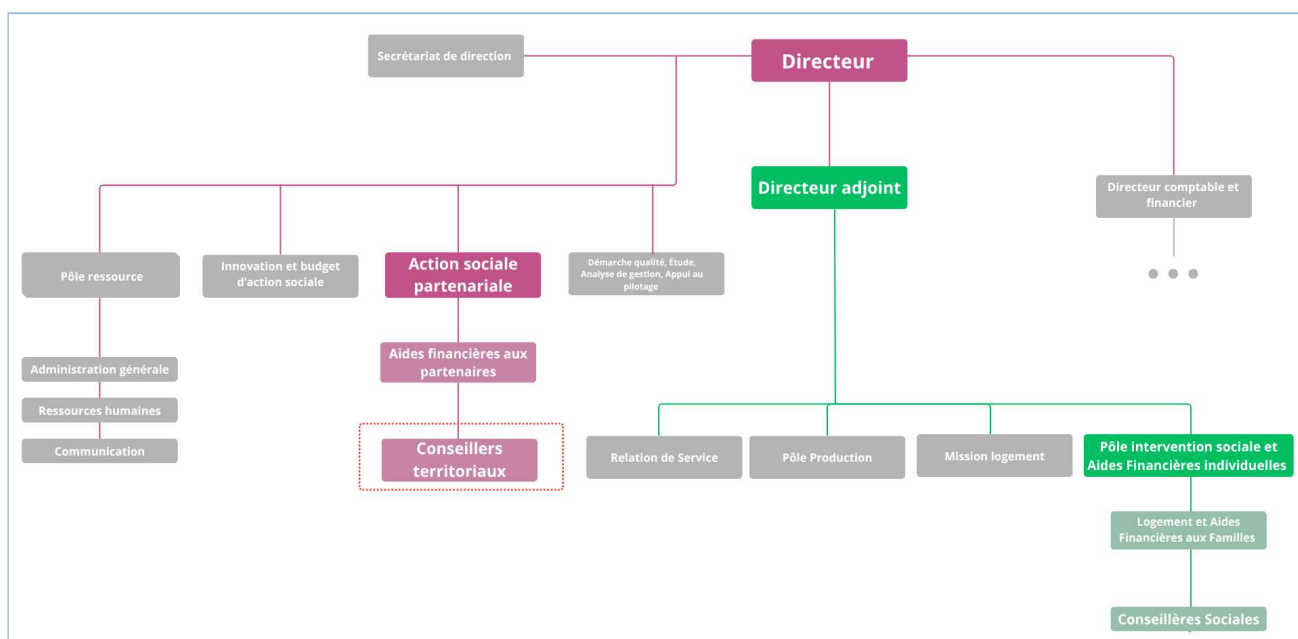 Secrétariat de direction
Directeur
Directeur adjoint
Directeur comptable et
financier
Pôle ressource
Innovation et budget
d'action sociale
Action sociale
partenariale
Démarche qualité, Étude,
Analyse de gestion, Appui au
pilotage
Aides financières aux
partenaires
Administration générale
Ressources humaines
Communication
Conseillers
territoriaux
Relation de Service
Pôle Production
Mission logement
Pôle intervention sociale et
Aides Financières individuelles
Logement et Aides
Financières aux Familles
Conseillères Sociales